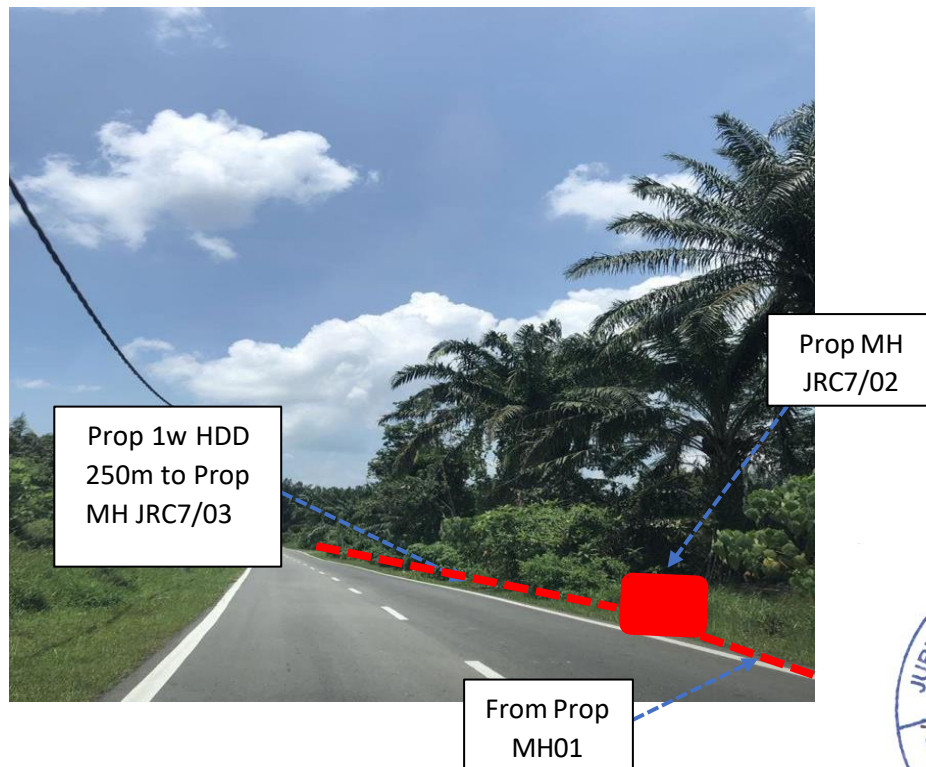 Prop MH
JRC7/02
Prop 1w HDD
250m to Prop
MH JRC7/03
From Prop
MH01